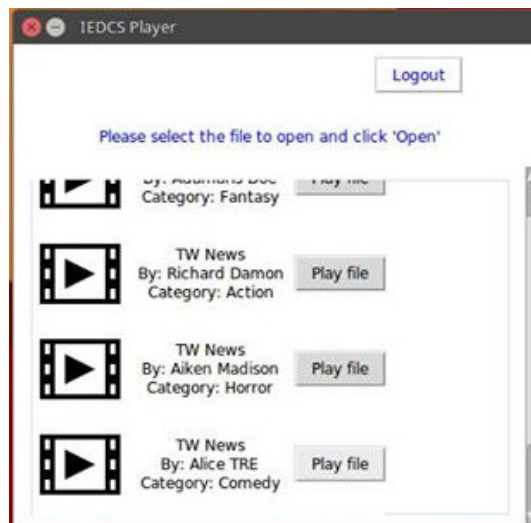 IEDCS Player
Logout
Please select the file to open and click 'Open'
Category: Fantasy
Play file
TW News
By: Richard Damon
Category: Action
Play file
TW News
By: Aiken Madison
Category: Horror
Play file
TW News
By: Alice TRE
Category: Comedy
Play file